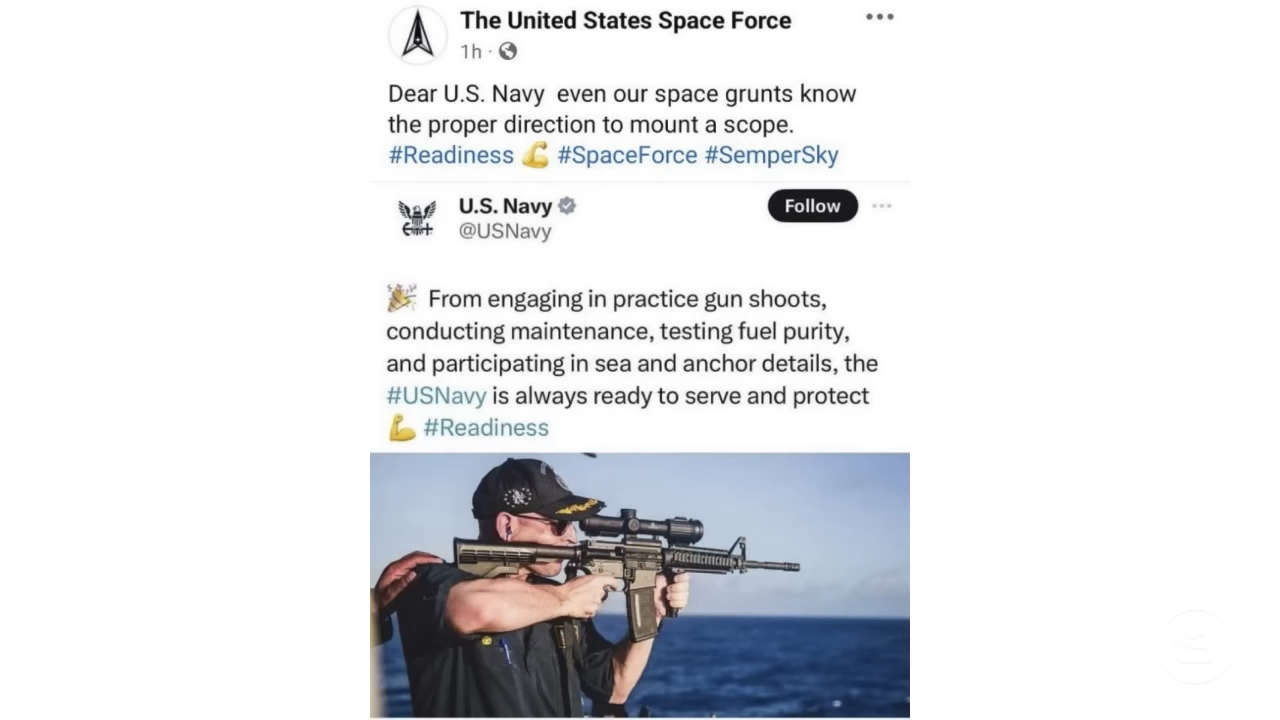 The United States Space Force
1h ·
Dear U.S. Navy even our space grunts know
the proper direction to mount a scope.
#Readiness 💪 #SpaceForce #SemperSky
U.S. Navy
Follow
@USNavy
🎉 From engaging in practice gun shoots,
conducting maintenance, testing fuel purity,
and participating in sea and anchor details, the
#USNavy is always ready to serve and protect
💪 #Readiness